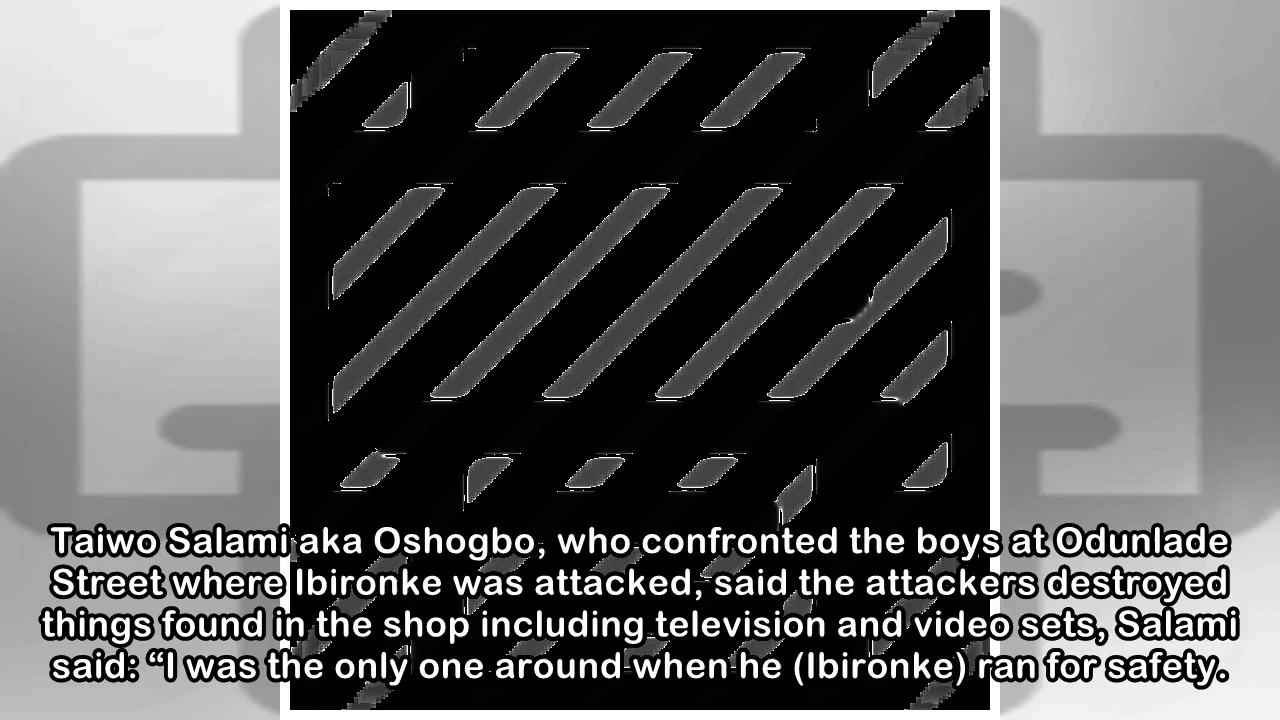 Taiwo Salami aka Oshogbo, who confronted the boys at Odunlade
Street where Ibironke was attacked, said the attackers destroyed
things found in the shop including television and video sets, Salami
said: “I was the only one around when he (Ibironke) ran for safety.